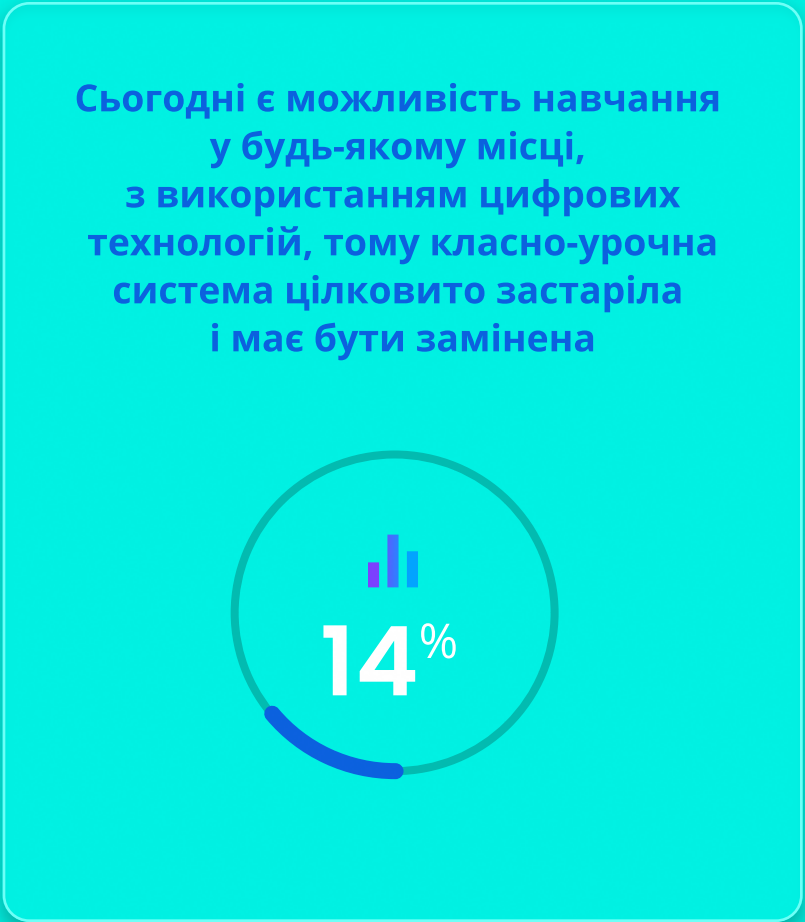 Сьогодні є можливість навчання
у будь-якому місці,
з використанням цифрових
технологій, тому класно-урочна
система цілковито застаріла
і має бути замінена
14%